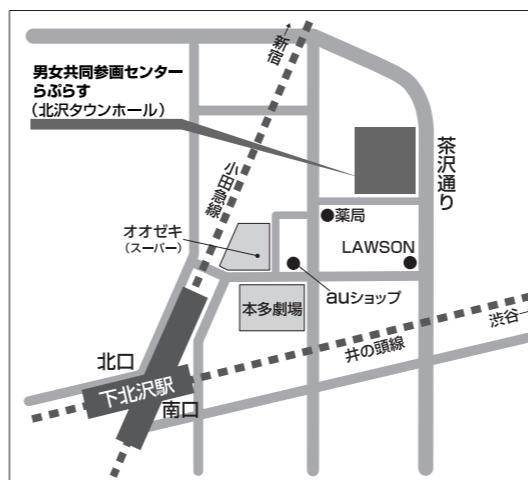 新宿
男女共同参画センター
らぷらす
（北沢タウンホール）
小田急線
茶沢通り
薬局
オオゼキ
（スーパー）
LAWSON
auショップ
本多劇場
渋谷→
井の頭線
北口
下北沢駅
南口